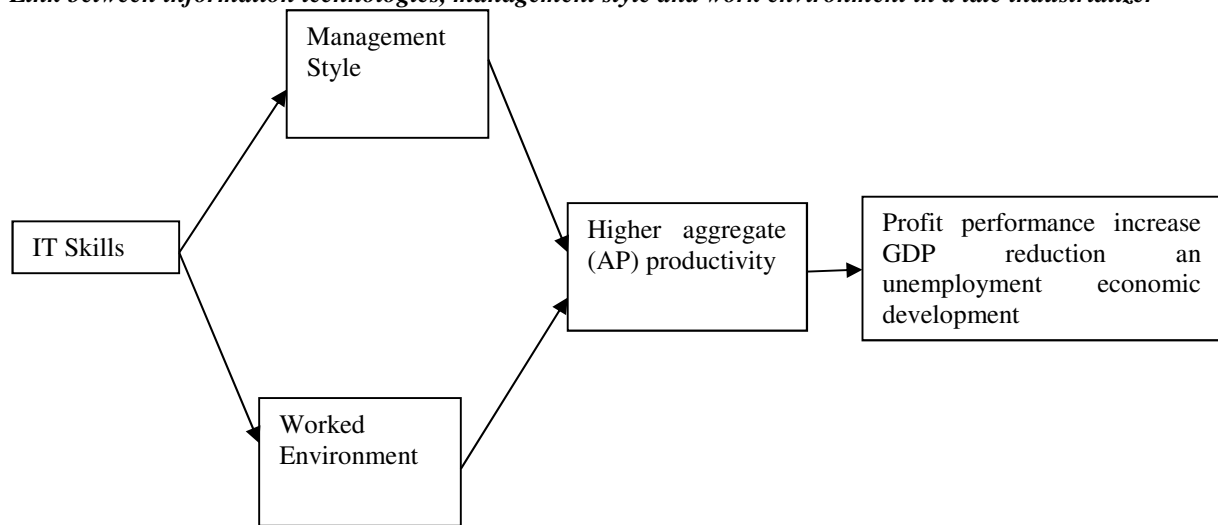 Link between information technologies, management style and work environment in a late industrializer
Management
Style
IT Skills
Higher aggregate
(AP) productivity
Profit performance increase
GDP reduction an
unemployment economic
development
Worked
Environment